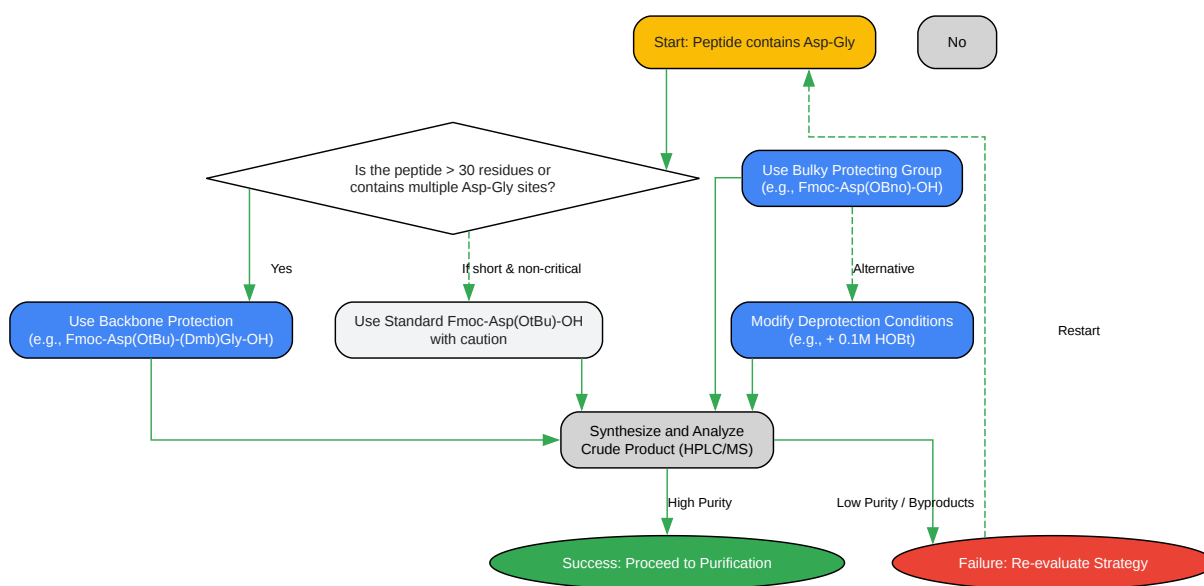 Start: Peptide contains Asp-Gly
No
Is the peptide > 30 residues or
contains multiple Asp-Gly sites?
Use Bulky Protecting Group
(e.g., Fmoc-Asp(OBno)-OH)
Yes
If short & non-critical
Alternative
Use Backbone Protection
(e.g., Fmoc-Asp(OtBu)-(Dmb)Gly-OH)
Use Standard Fmoc-Asp(OtBu)-OH
with caution
Modify Deprotection Conditions
(e.g., + 0.1M HOBt)
Restart
Synthesize and Analyze
Crude Product (HPLC/MS)
High Purity
Low Purity / Byproducts
Success: Proceed to Purification
Failure: Re-evaluate Strategy